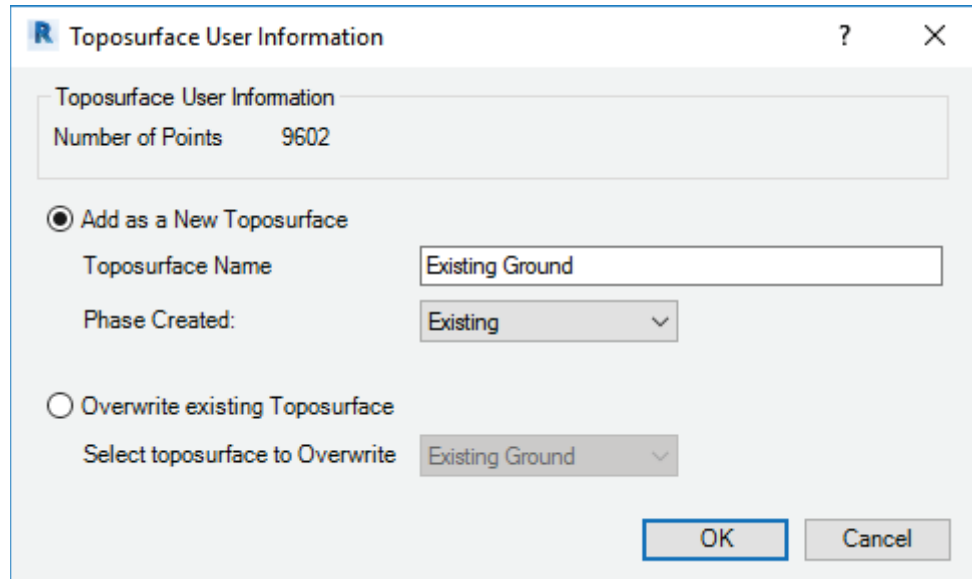 R Toposurface User Information ?
Toposurface User Information
Number of Points 9602
Add as a New Toposurface
Toposurface Name Existing Ground
Phase Created: Existing
Overwrite existing Toposurface
Select toposurface to Overwrite Existing Ground
OK Cancel